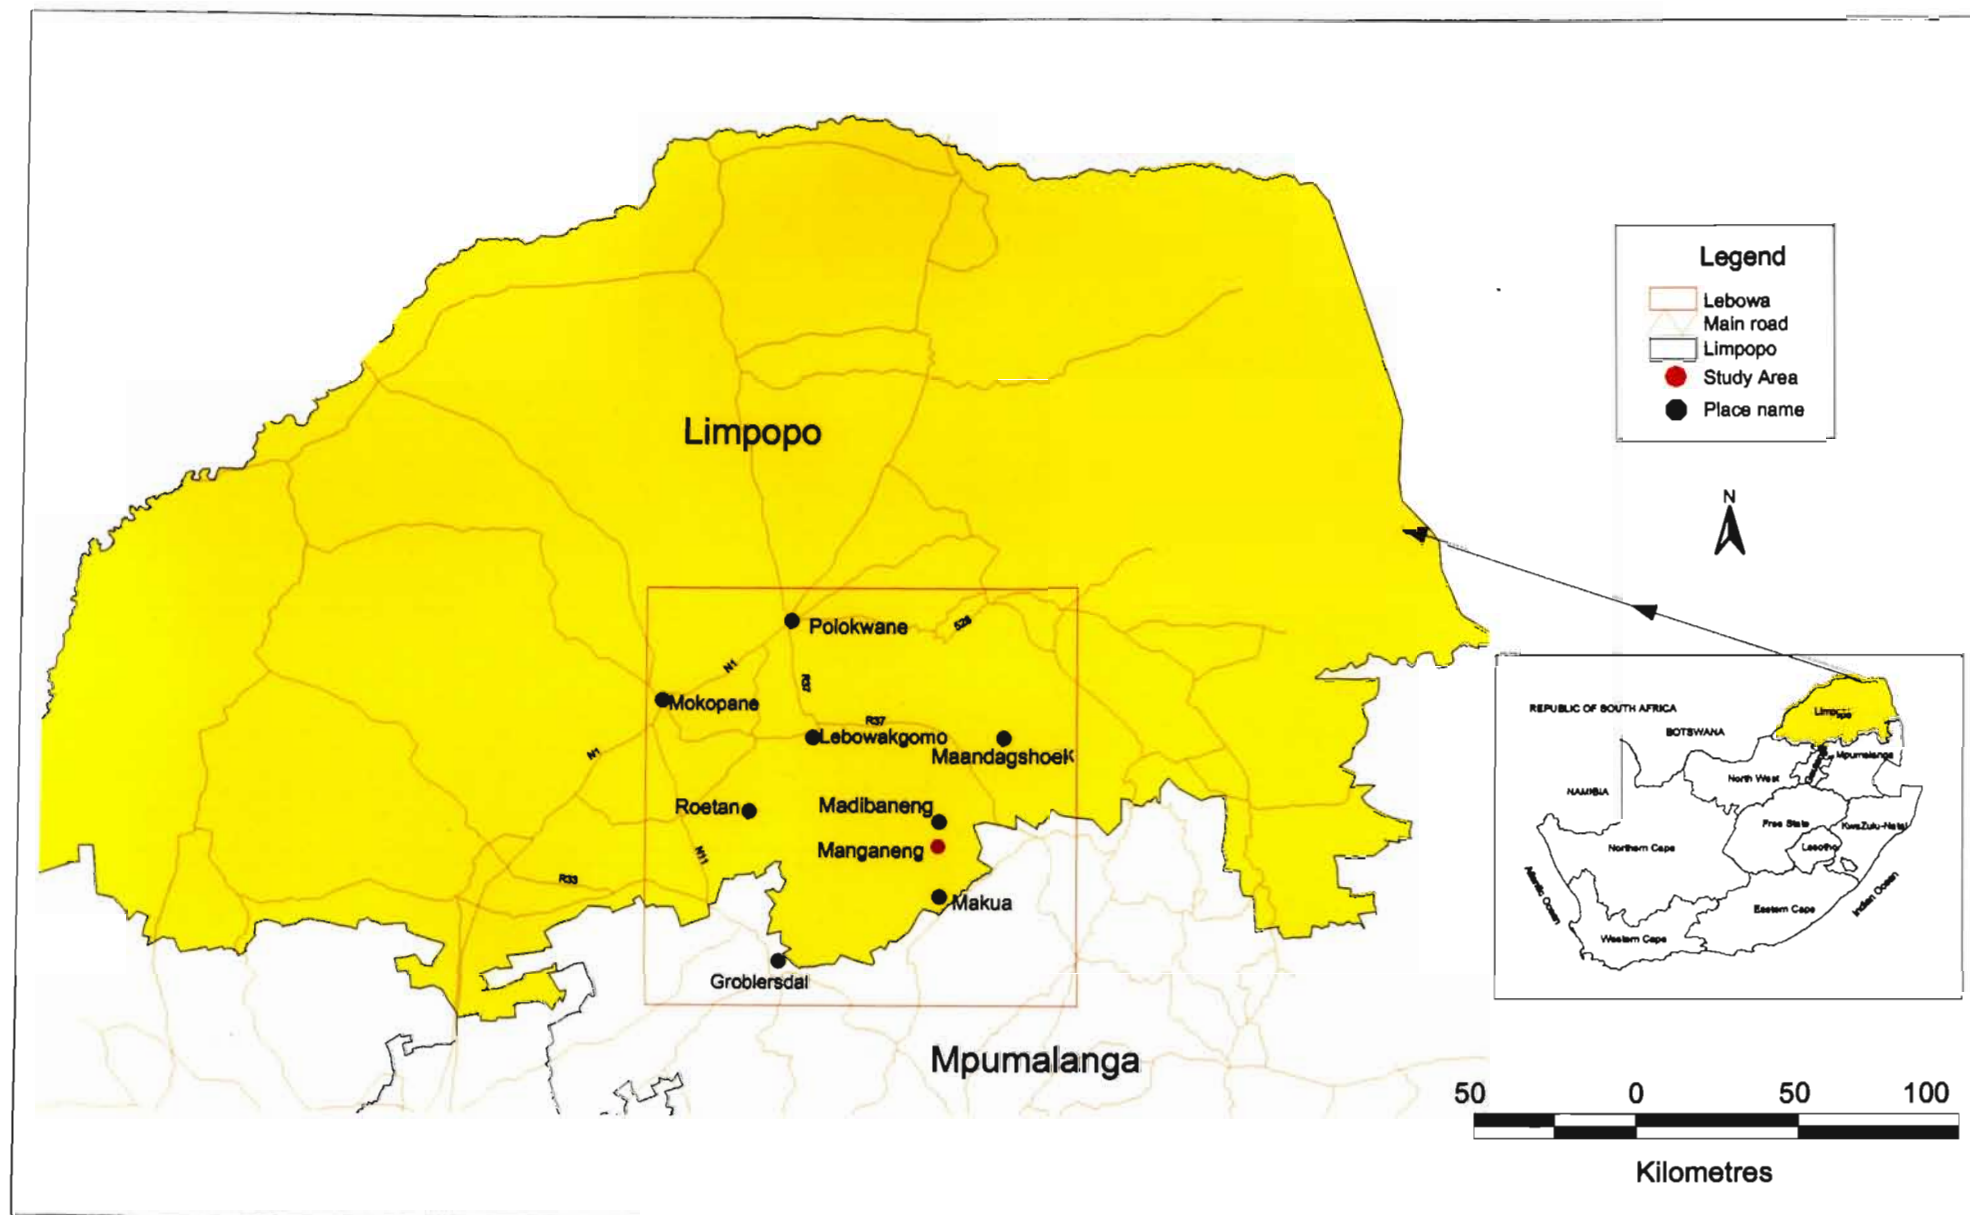 Legend
Lebowa
Main road
Limpopo
Study Area
Place name
N
Limpopo
Polokwane
N1
R37
Mokopane
R37
Lebowakgomo
Maandagshoek
N1
Roetan
Madibaneng
Manganeng
N11
R33
Makua
Groblersdal
Mpumalanga
REPUBLIC OF SOUTH AFRICA
BOTSWANA
Mpumalanga
North West
NAMIBIA
Free State
KwaZulu-Natal
Northern Cape
Lesotho
Atlantic Ocean
Indian Ocean
Eastern Cape
Western Cape
50 0 50 100
Kilometres